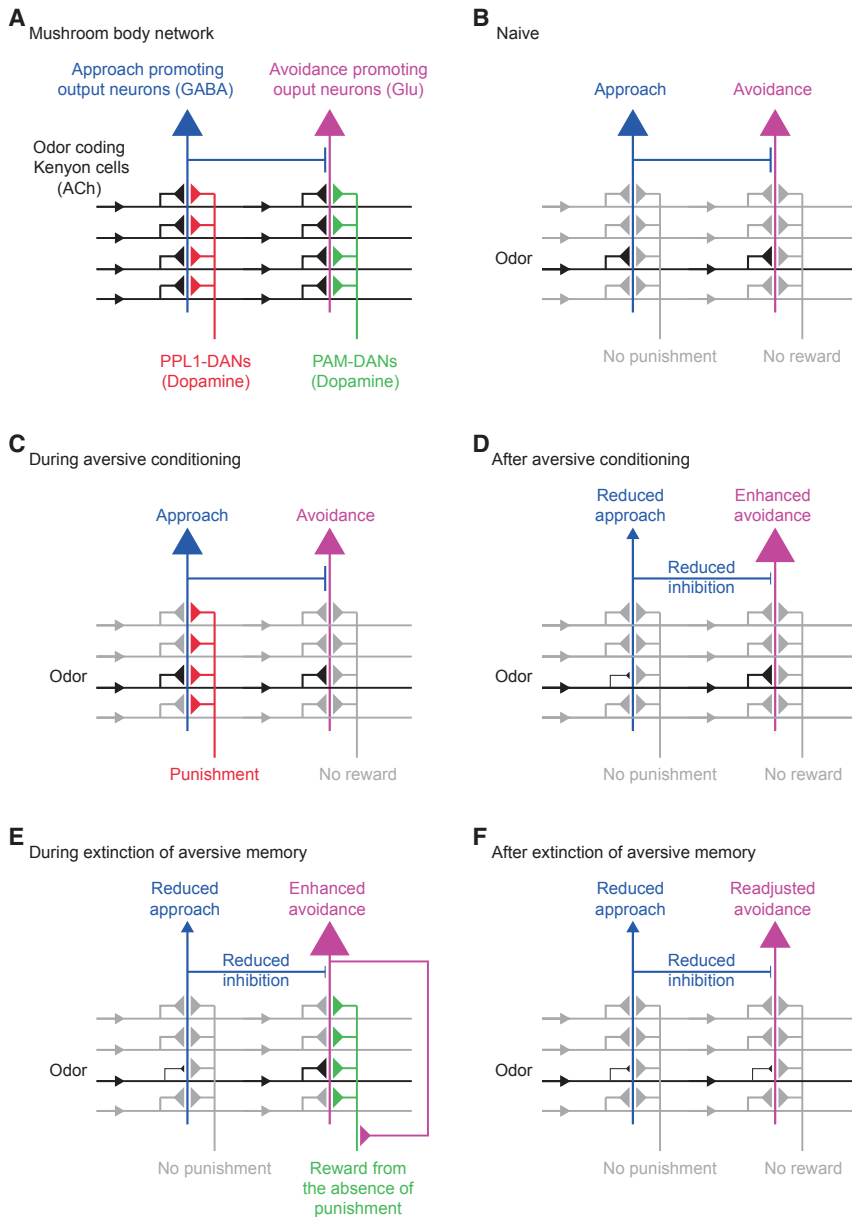 A
Mushroom body network
Approach promoting
output neurons (GABA)
Avoidance promoting
ouput neurons (Glu)
Odor coding
Kenyon cells
(ACh)
PPL1-DANs
(Dopamine)
PAM-DANs
(Dopamine)
B
Naive
Approach
Avoidance
Odor
No punishment
No reward
C
During aversive conditioning
Approach
Avoidance
Odor
Punishment
No reward
D
After aversive conditioning
Reduced
approach
Enhanced
avoidance
Reduced
inhibition
Odor
No punishment
No reward
E
During extinction of aversive memory
Reduced
approach
Enhanced
avoidance
Reduced
inhibition
Odor
No punishment
Reward from
the absence of
punishment
F
After extinction of aversive memory
Reduced
approach
Readjusted
avoidance
Reduced
inhibition
Odor
No punishment
No reward